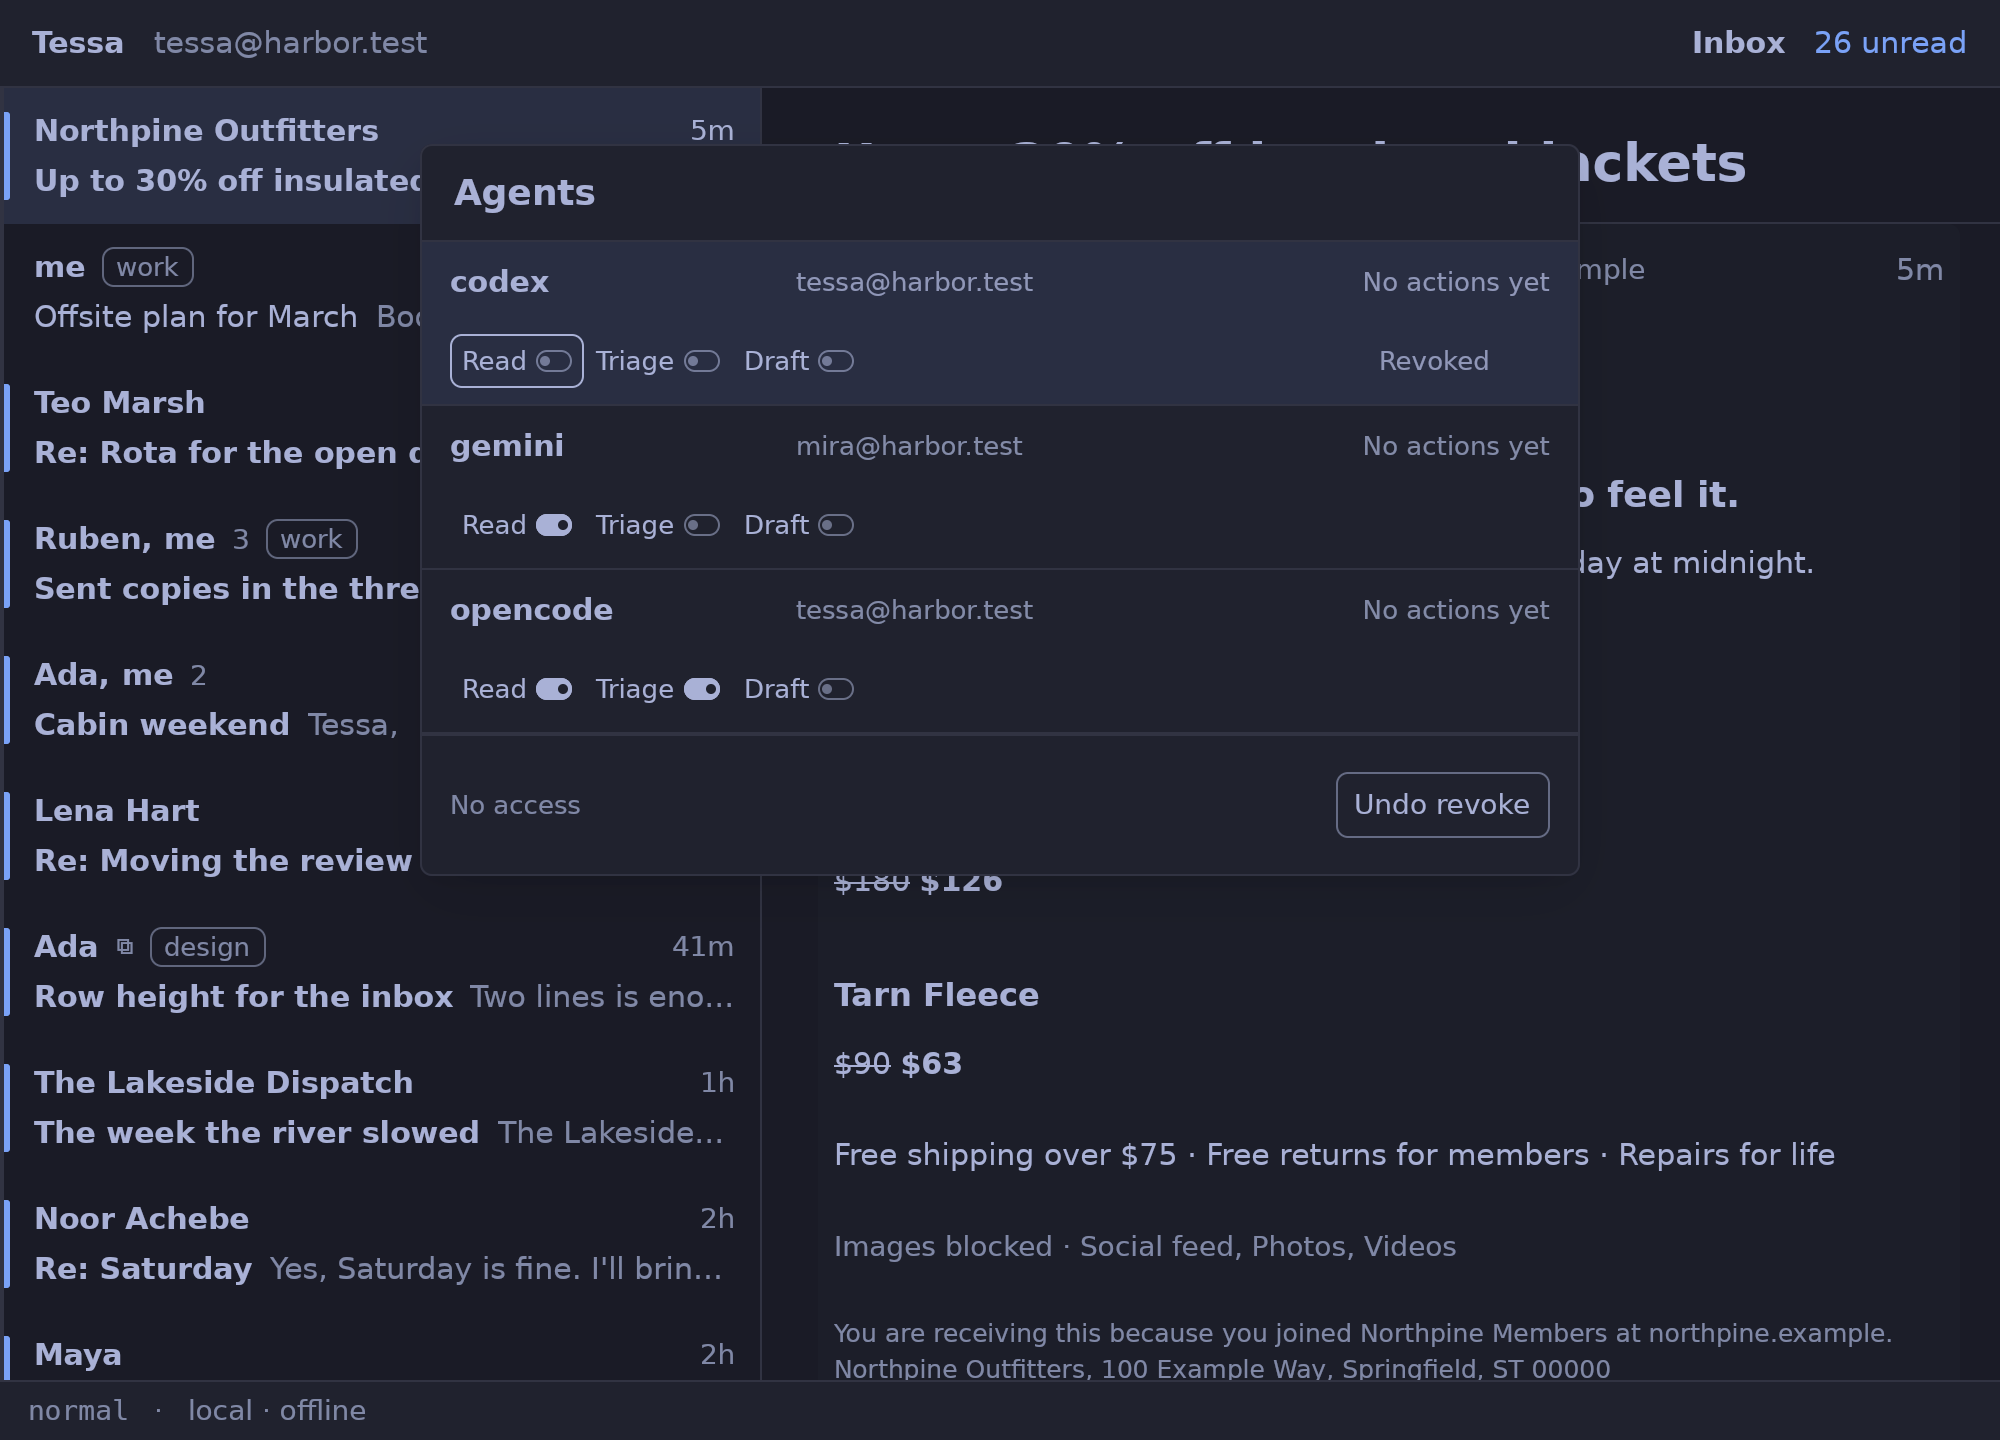 Tessa tessa@harbor.test Inbox 26 unread
Northpine Outfitters 5m
Up to 30% off insulated
me work
Offsite plan for March
Teo Marsh
Re: Rota for the open
Ruben, me 3 work
Sent copies in the
Ada, me 2
Cabin weekend Tessa,
Lena Hart
Re: Moving the review
Ada design 41m
Row height for the inbox Two lines is eno…
The Lakeside Dispatch 1h
The week the river slowed The Lakeside…
Noor Achebe 2h
Re: Saturday Yes, Saturday is fine. I'll brin…
Maya 2h
Agents
codex tessa@harbor.test No actions yet
Read Triage Draft Revoked
gemini mira@harbor.test No actions yet
Read Triage Draft
opencode tessa@harbor.test No actions yet
Read Triage Draft
No access Undo revoke
5m
feel it.
at midnight.
$180 $126
Tarn Fleece
$90 $63
Free shipping over $75 · Free returns for members · Repairs for life
Images blocked · Social feed, Photos, Videos
You are receiving this because you joined Northpine Members at northpine.example.
Northpine Outfitters, 100 Example Way, Springfield, ST 00000
normal · local · offline